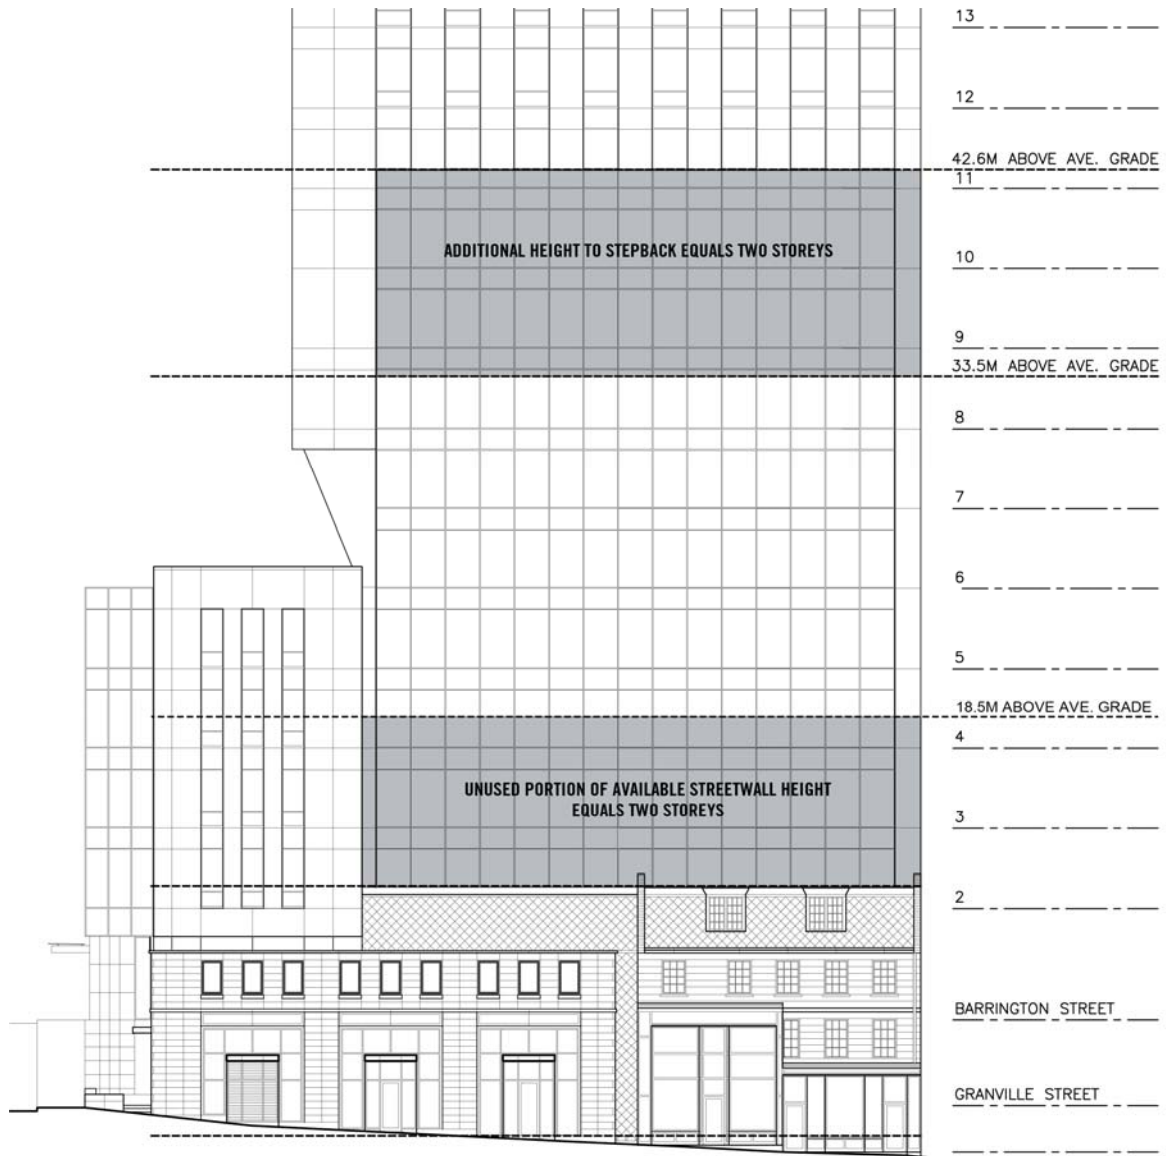 13
12
42.6M ABOVE AVE. GRADE
11
ADDITIONAL HEIGHT TO STEPBACK EQUALS TWO STOREYS
10
9
33.5M ABOVE AVE. GRADE
8
7
6
5
18.5M ABOVE AVE. GRADE
4
UNUSED PORTION OF AVAILABLE STREETWALL HEIGHT
EQUALS TWO STOREYS
3
2
BARRINGTON STREET
GRANVILLE STREET